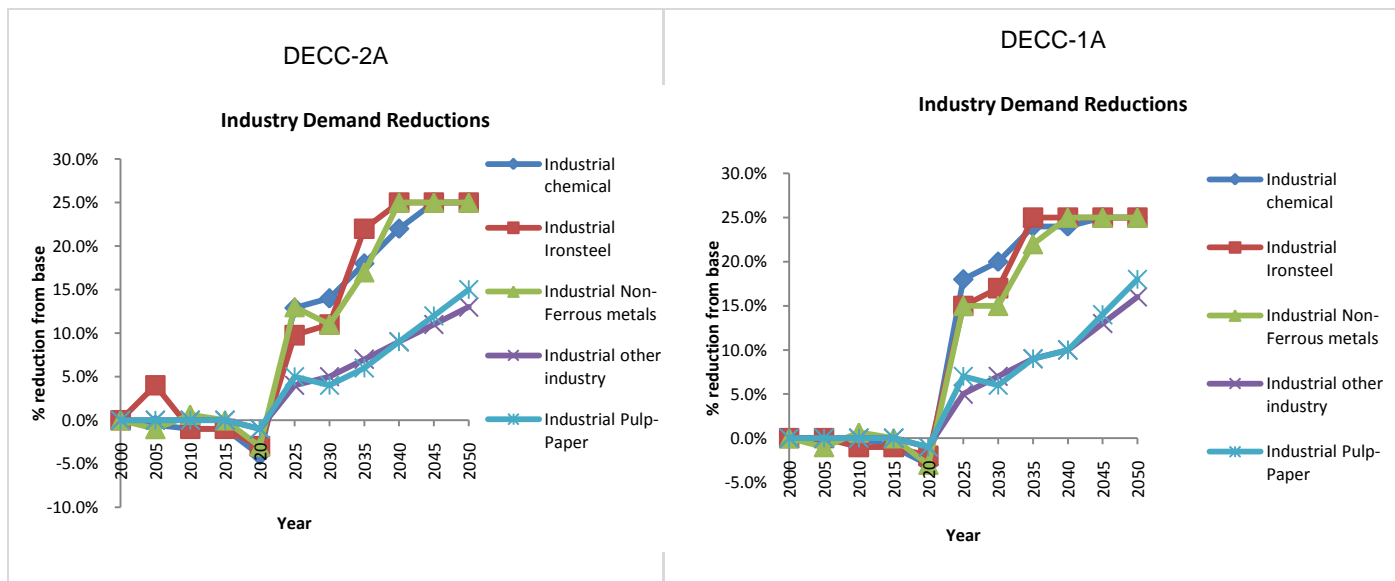 DECC-2A
Industry Demand Reductions
30.0%
25.0%
20.0%
15.0%
10.0%
5.0%
0.0%
-5.0%
-10.0%
% reduction from base
2000
2005
2010
2015
2020
2025
2030
2035
2040
2045
2050
Year
Industrial
chemical
Industrial
Ironsteel
Industrial Non-
Ferrous metals
Industrial other
industry
Industrial Pulp-
Paper
DECC-1A
Industry Demand Reductions
30.0%
25.0%
20.0%
15.0%
10.0%
5.0%
0.0%
-5.0%
% reduction from base
2000
2005
2010
2015
2020
2025
2030
2035
2040
2045
2050
Year
Industrial
chemical
Industrial
Ironsteel
Industrial Non-
Ferrous metals
Industrial other
industry
Industrial Pulp-
Paper